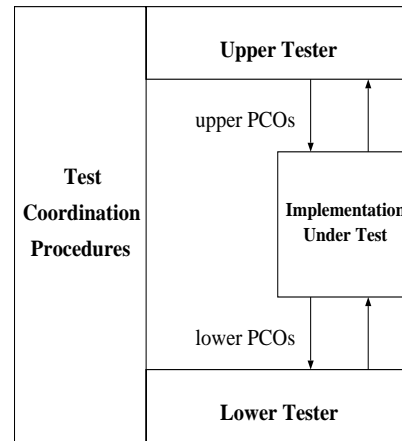 Upper Tester
upper PCOs
Test
Coordination
Procedures
Implementation
Under Test
lower PCOs
Lower Tester